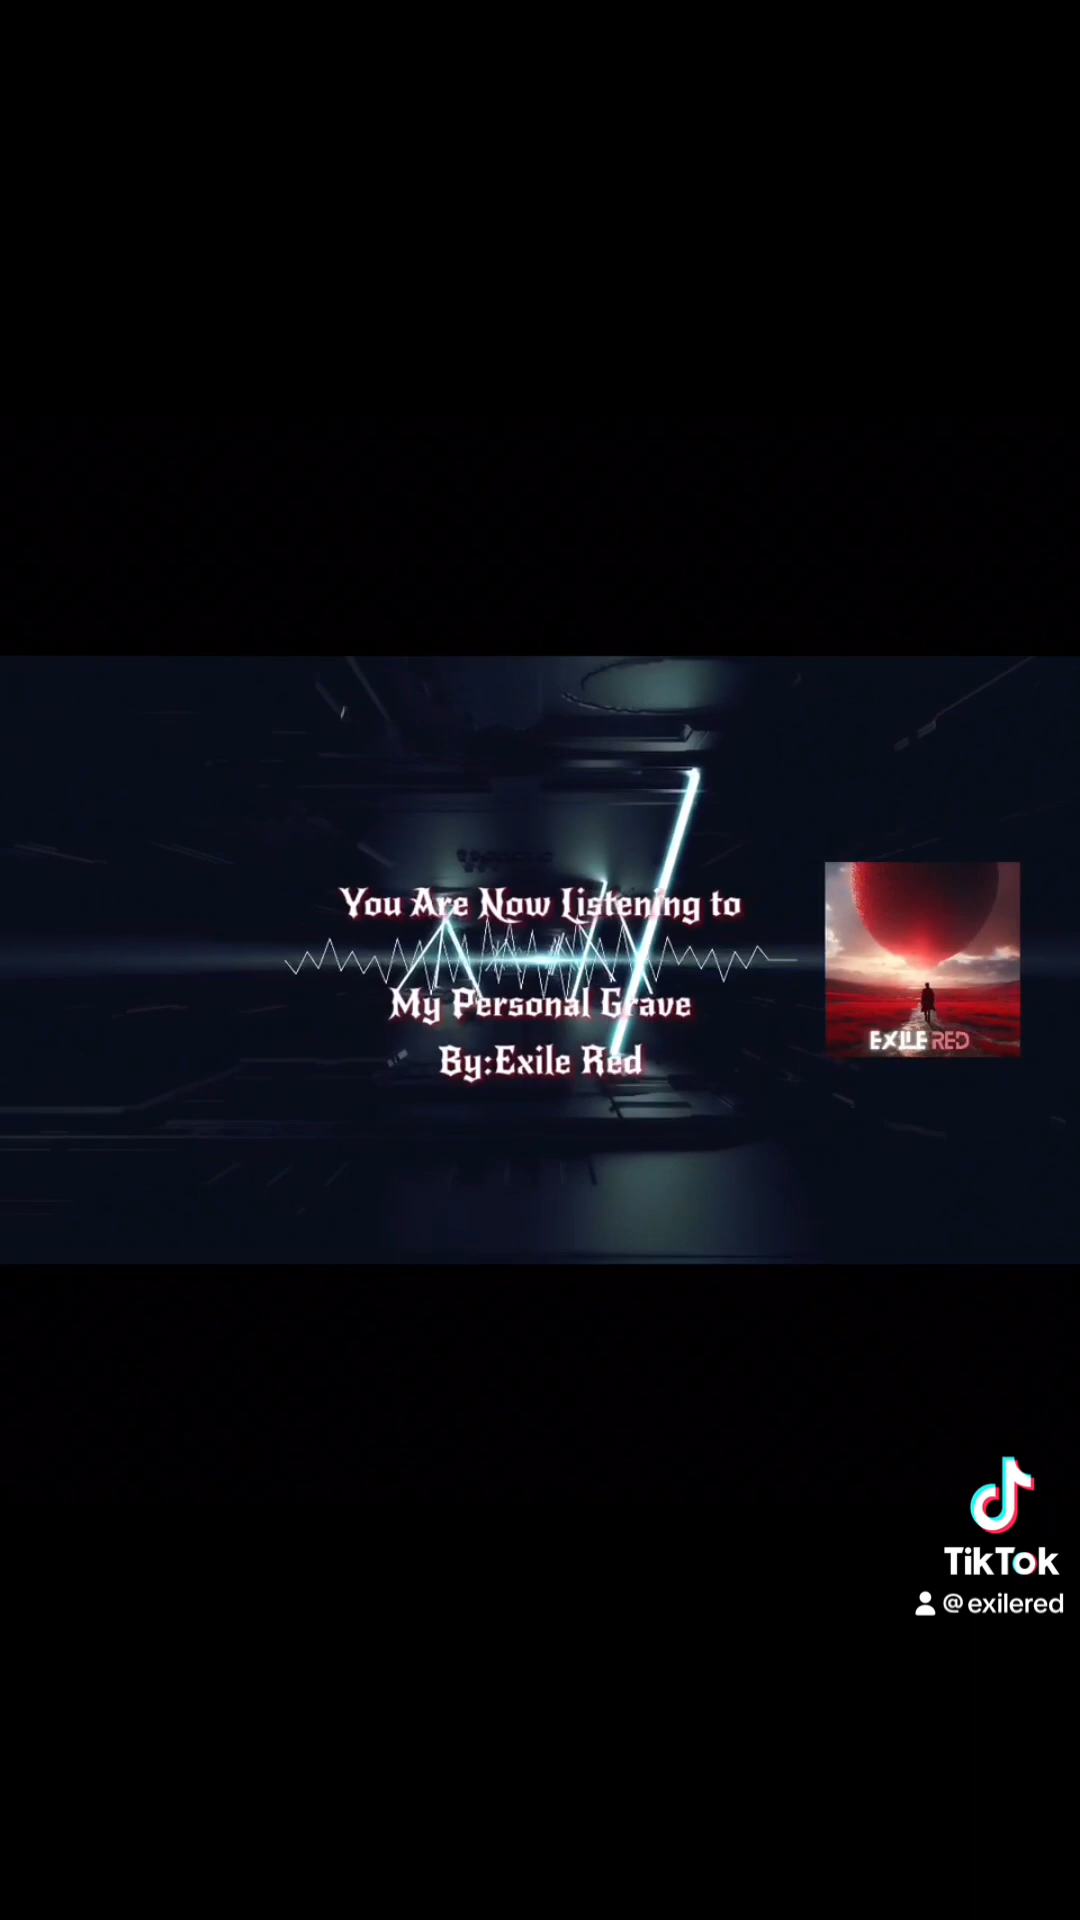 You Are Now Listening to
My Personal Grave
By:Exile Red
EXILE RED
TikTok
@exilered